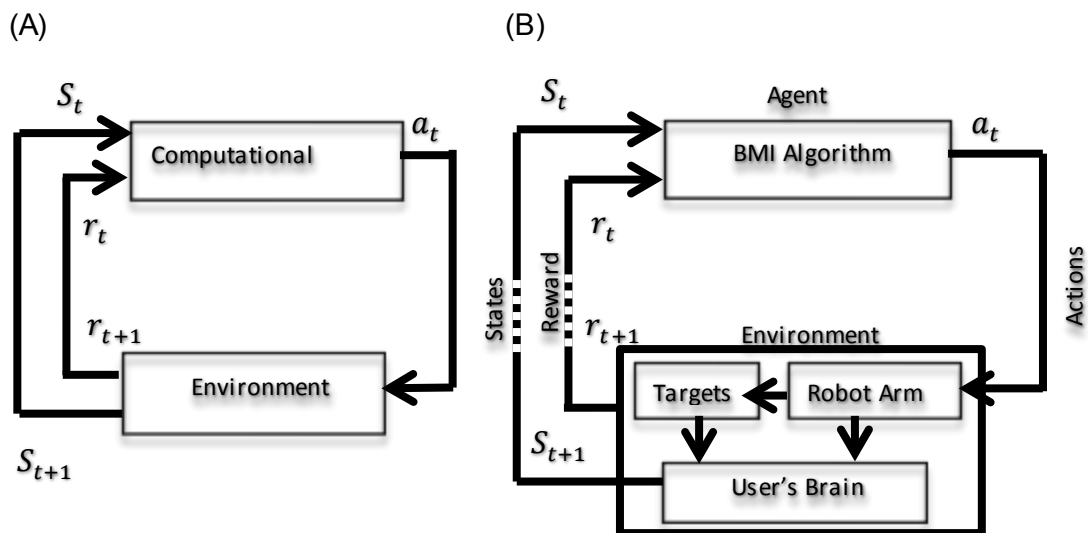 (A)
(B)
S_t
Computational
a_t
r_t
r_{t+1}
Environment
S_{t+1}
S_t
Agent
BMI Algorithm
a_t
r_t
States
Reward
Actions
r_{t+1}
Environment
Targets
Robot Arm
S_{t+1}
User's Brain